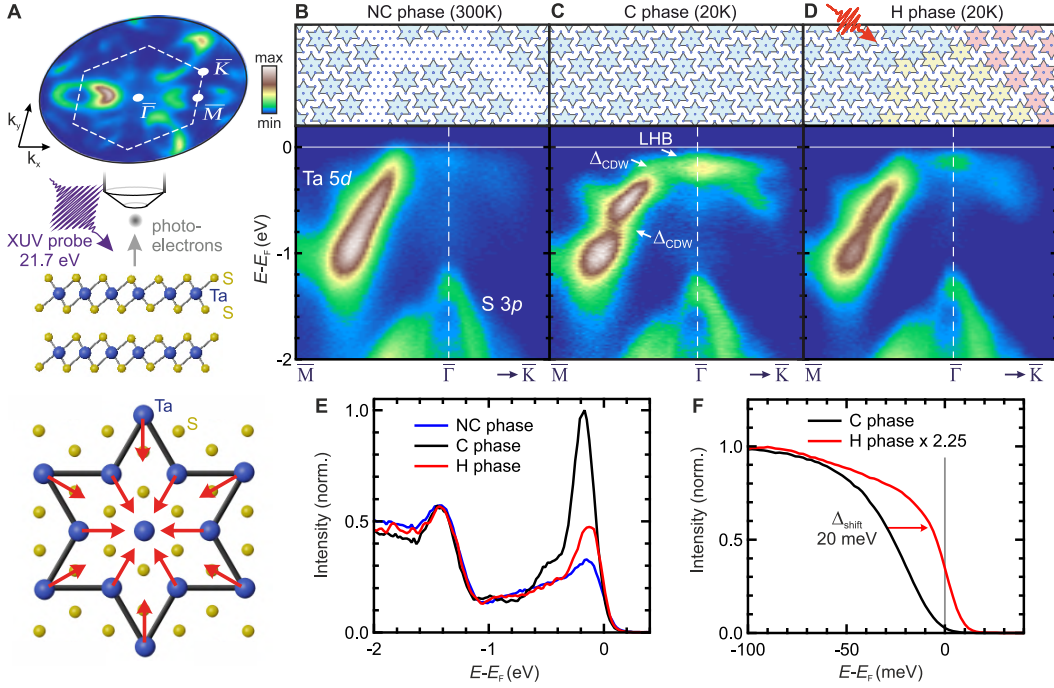 A
max
min
K̅
Γ̅
M̅
k_y
k_x
XUV probe
21.7 eV
photo-
electrons
S
Ta
S
Ta
S
B NC phase (300K)
C C phase (20K)
D H phase (20K)
0
-1
-2
E-E_F (eV)
Ta 5d
S 3p
LHB
Δ_CDW
Δ_CDW
M̅ Γ̅ → K̅
M̅ Γ̅ → K̅
M̅ Γ̅ → K̅
E
Intensity (norm.)
1.0
0.5
0.0
NC phase
C phase
H phase
-2 -1 0
E-E_F (eV)
F
Intensity (norm.)
1.0
0.5
0.0
C phase
H phase x 2.25
Δ_shift
20 meV
-100 -50 0
E-E_F (meV)